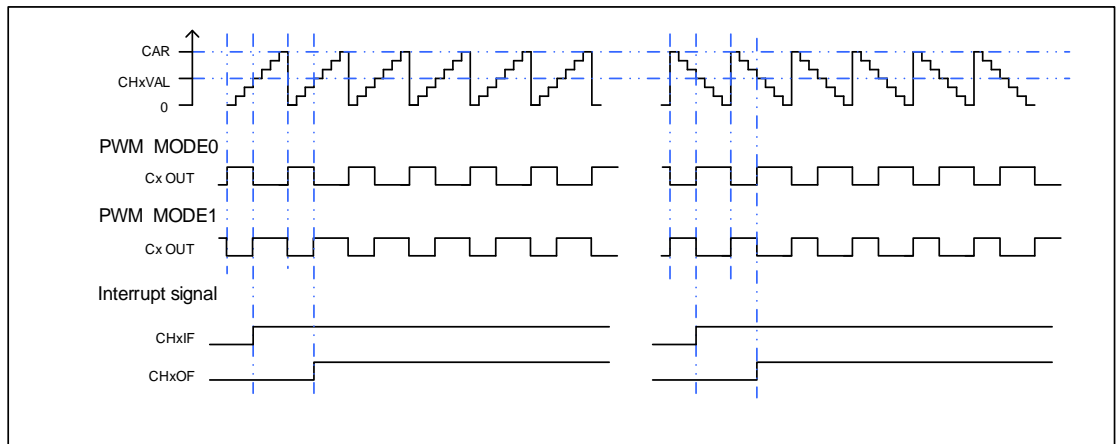 CAR
CHxVAL
0
PWM MODE0
Cx OUT
PWM MODE1
Cx OUT
Interrupt signal
CHxIF
CHxOF